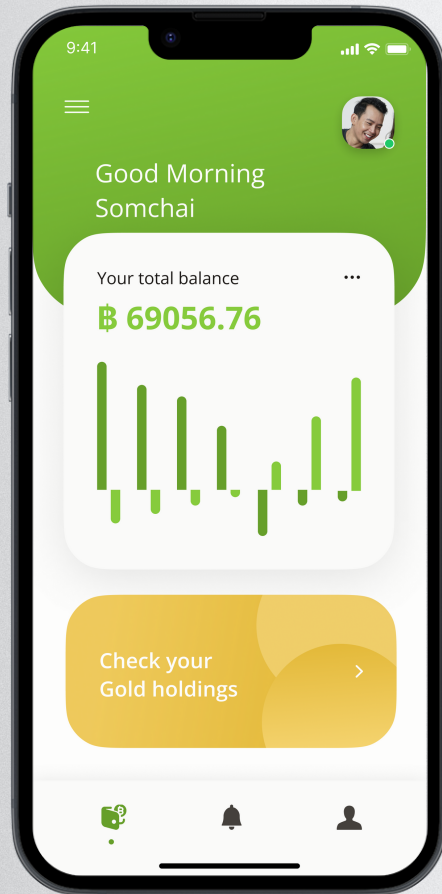 9:41
Good Morning
Somchai
Your total balance
฿ 69056.76
Check your
Gold holdings
฿